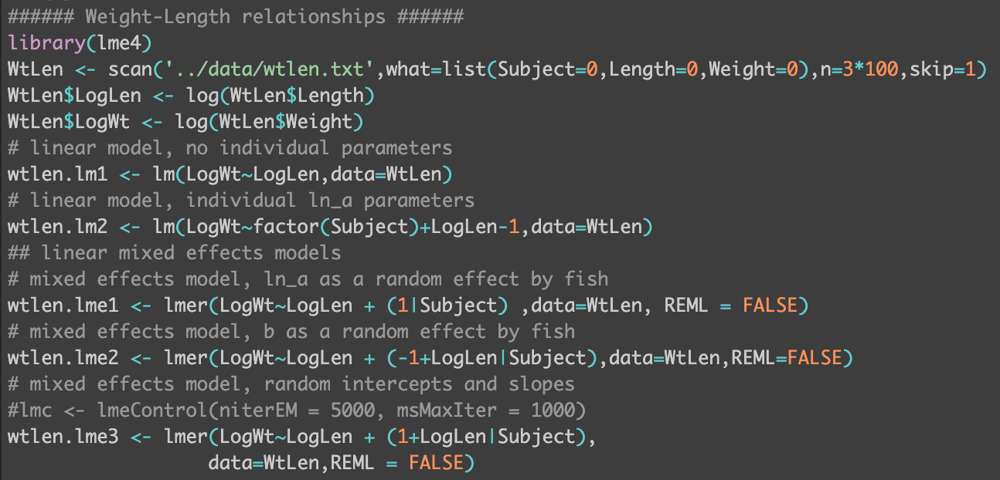 ###### Weight-Length relationships ######
library(lme4)
WtLen <- scan('../data/wtlen.txt',what=list(Subject=0,Length=0,Weight=0),n=3*100,skip=1)
WtLen$LogLen <- log(WtLen$Length)
WtLen$LogWt <- log(WtLen$Weight)
# linear model, no individual parameters
wtlen.lm1 <- lm(LogWt~LogLen,data=WtLen)
# linear model, individual ln_a parameters
wtlen.lm2 <- lm(LogWt~factor(Subject)+LogLen-1,data=WtLen)
## linear mixed effects models
# mixed effects model, ln_a as a random effect by fish
wtlen.lme1 <- lmer(LogWt~LogLen + (1|Subject) ,data=WtLen, REML = FALSE)
# mixed effects model, b as a random effect by fish
wtlen.lme2 <- lmer(LogWt~LogLen + (-1+LogLen|Subject),data=WtLen,REML=FALSE)
# mixed effects model, random intercepts and slopes
#lmc <- lmeControl(niterEM = 5000, msMaxIter = 1000)
wtlen.lme3 <- lmer(LogWt~LogLen + (1+LogLen|Subject),
data=WtLen,REML = FALSE)